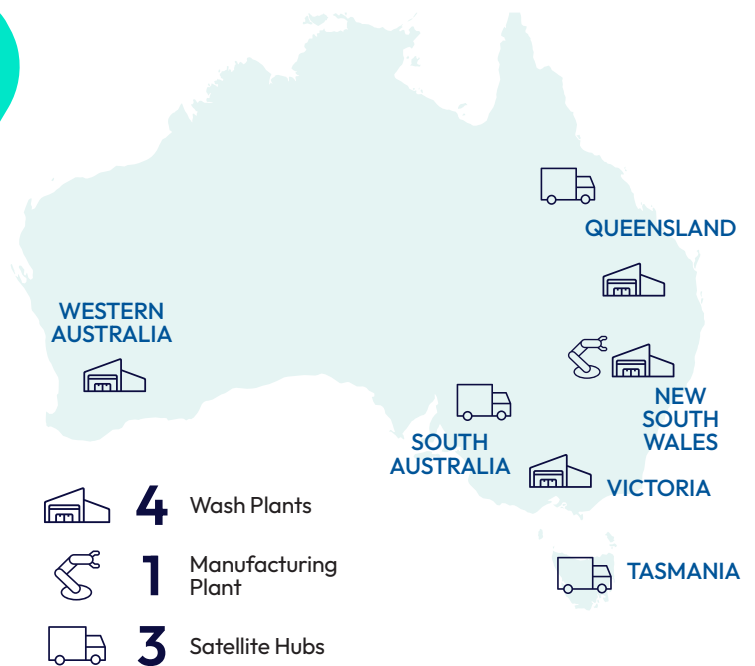 QUEENSLAND
WESTERN
AUSTRALIA
NEW
SOUTH
WALES
SOUTH
AUSTRALIA
VICTORIA
4 Wash Plants
TASMANIA
1 Manufacturing
Plant
3 Satellite Hubs